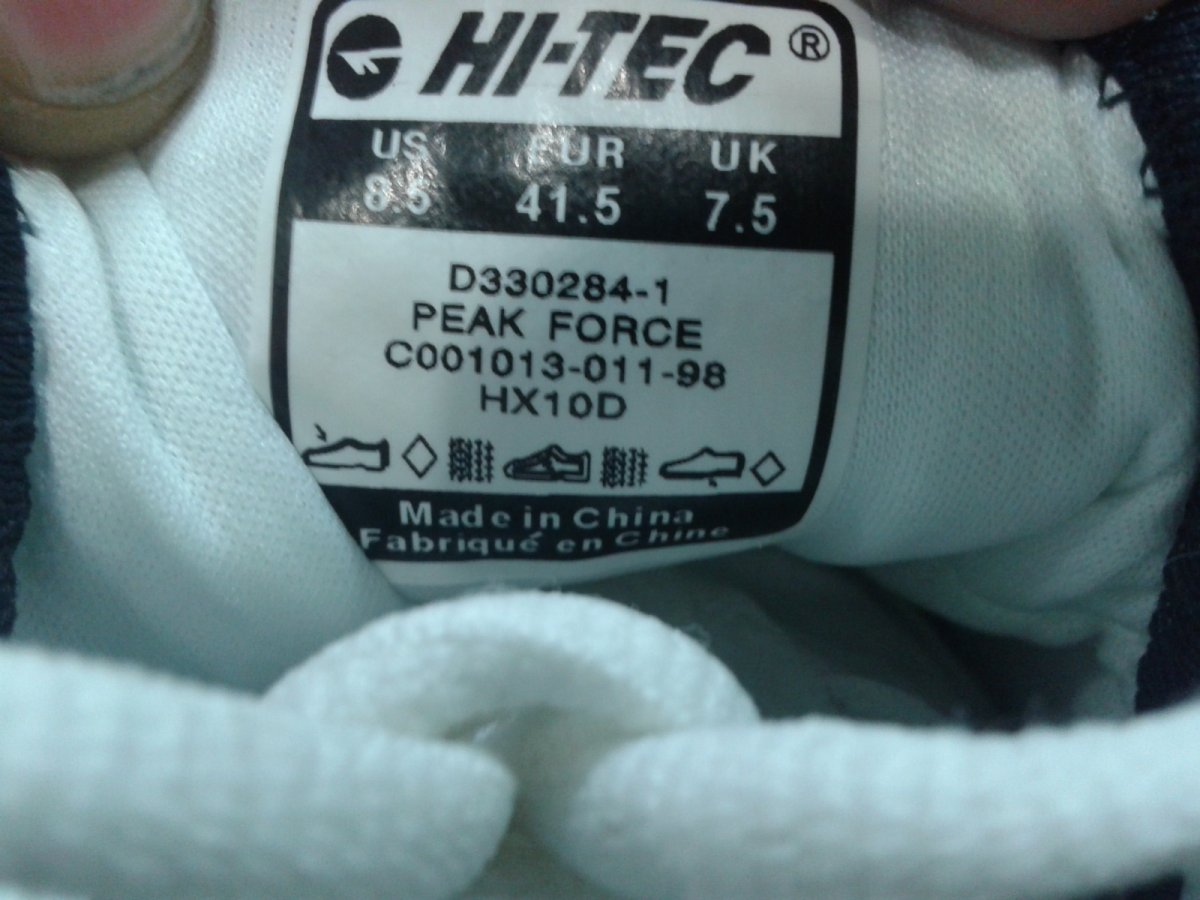 HI-TEC ®
US EUR UK
8.5 41.5 7.5
D330284-1
PEAK FORCE
C001013-011-98
HX10D
Made in China
Fabriqué en Chine